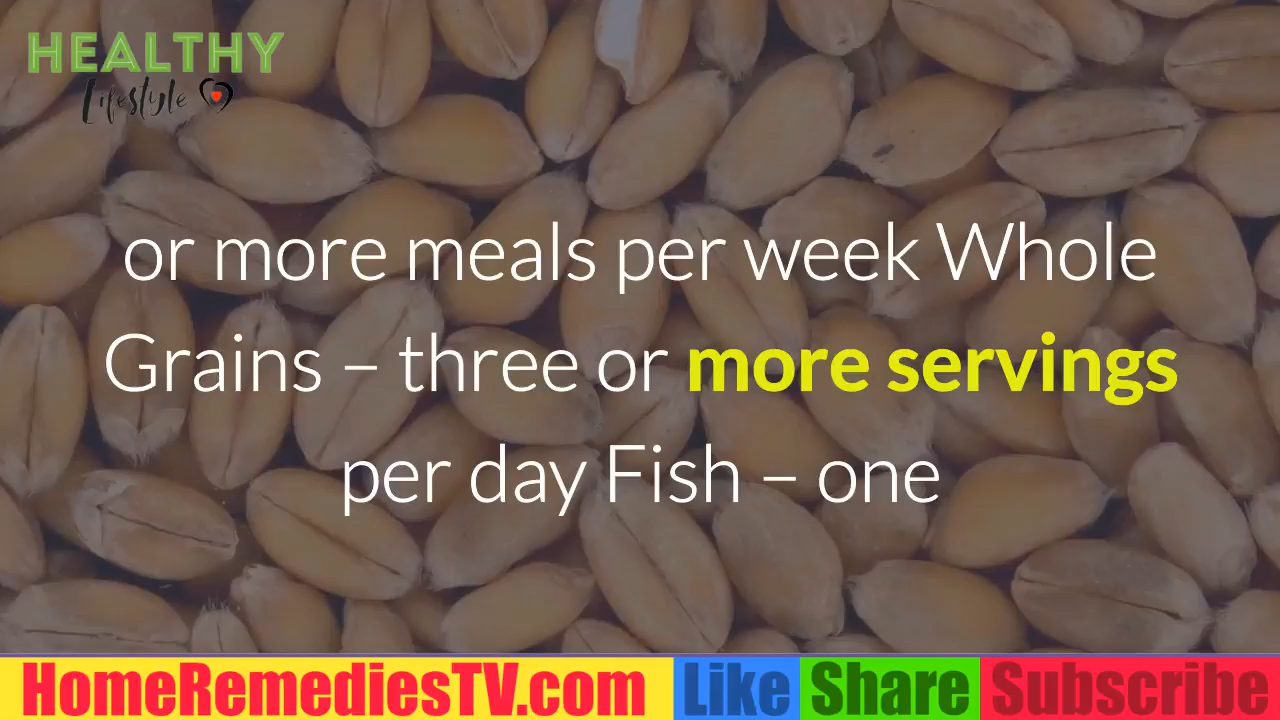 HEALTHY
Lifestyle
or more meals per week Whole
Grains – three or more servings
per day Fish – one
HomeRemediesTV.com Like Share Subscribe